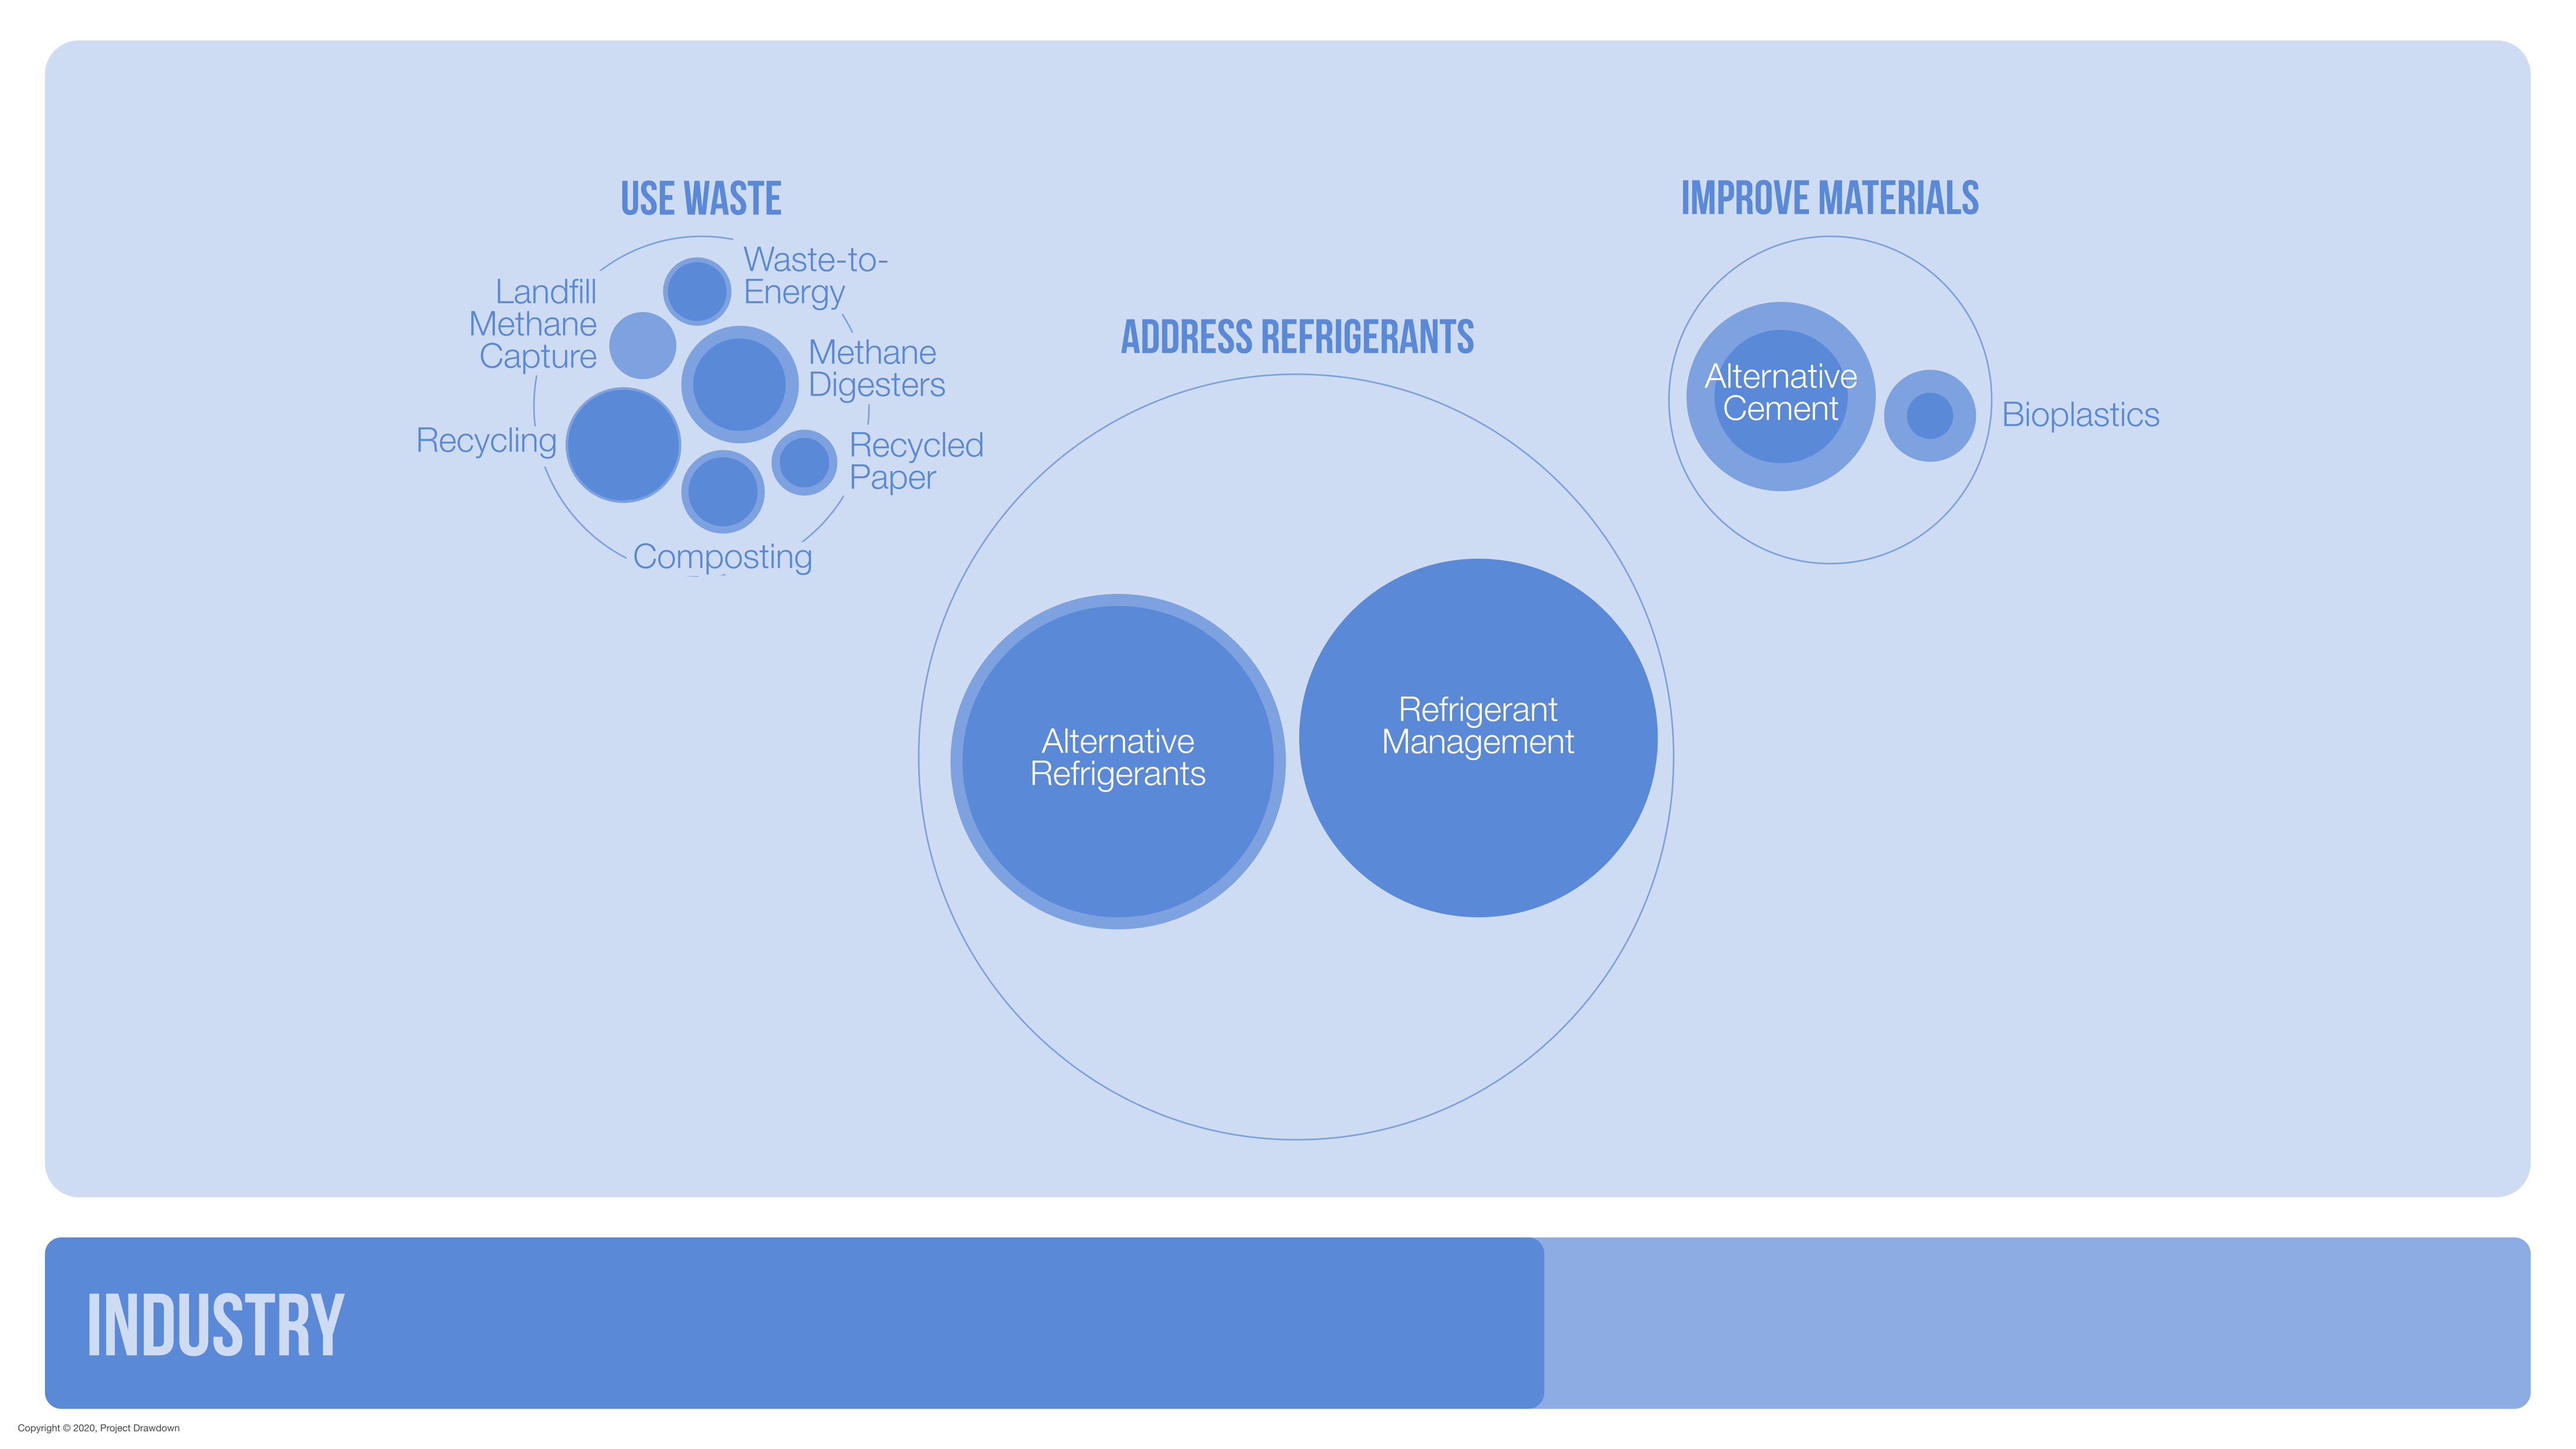 USE WASTE
Waste-to-
Energy
Landfill
Methane
Capture
Methane
Digesters
Recycling
Recycled
Paper
Composting
ADDRESS REFRIGERANTS
Alternative
Refrigerants
Refrigerant
Management
IMPROVE MATERIALS
Alternative
Cement
Bioplastics
INDUSTRY
Copyright © 2020, Project Drawdown